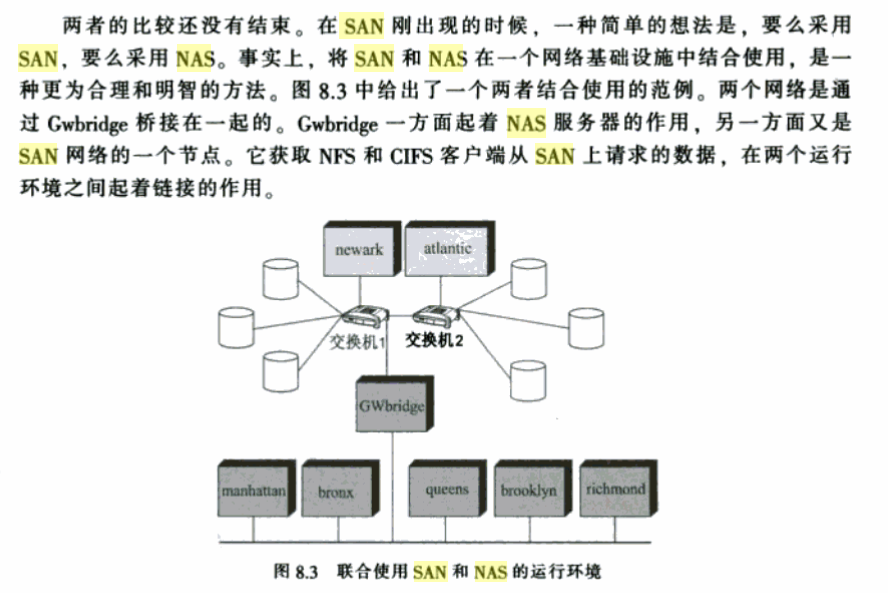 两者的比较还没有结束。在 SAN 刚出现的时候，一种简单的想法是，要么采用
SAN，要么采用 NAS。事实上，将 SAN 和 NAS 在一个网络基础设施中结合使用，是一
种更为合理和明智的方法。图 8.3 中给出了一个两者结合使用的范例。两个网络是通
过 Gwbridge 桥接在一起的。Gwbridge 一方面起着 NAS 服务器的作用，另一方面又是
SAN 网络的一个节点。它获取 NFS 和 CIFS 客户端从 SAN 上请求的数据，在两个运行
环境之间起着链接的作用。
newark
atlantic
交换机1
交换机2
GWbridge
manhattan
bronx
queens
brooklyn
richmond
图 8.3 联合使用 SAN 和 NAS 的运行环境